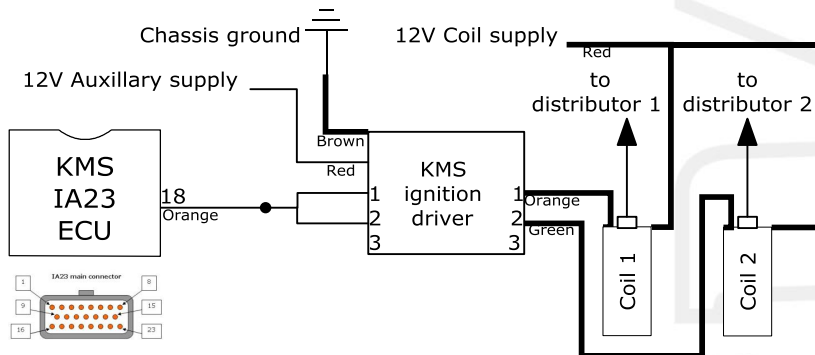 Chassis ground
12V Coil supply
Red
12V Auxillary supply
to
distributor 1
to
distributor 2
Brown
Red
KMS
IA23
ECU
18
Orange
KMS
ignition
driver
1
2
3
1
2
3
Orange
Green
Coil 1
Coil 2
IA23 main connector
1
8
9
15
16
23